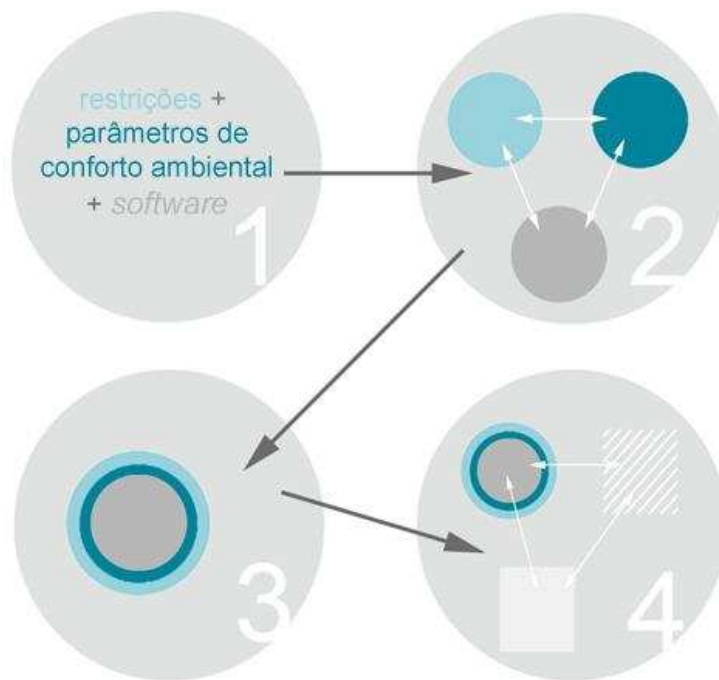 restrições +
parâmetros de
conforto ambiental
+ software
1
2
3
4